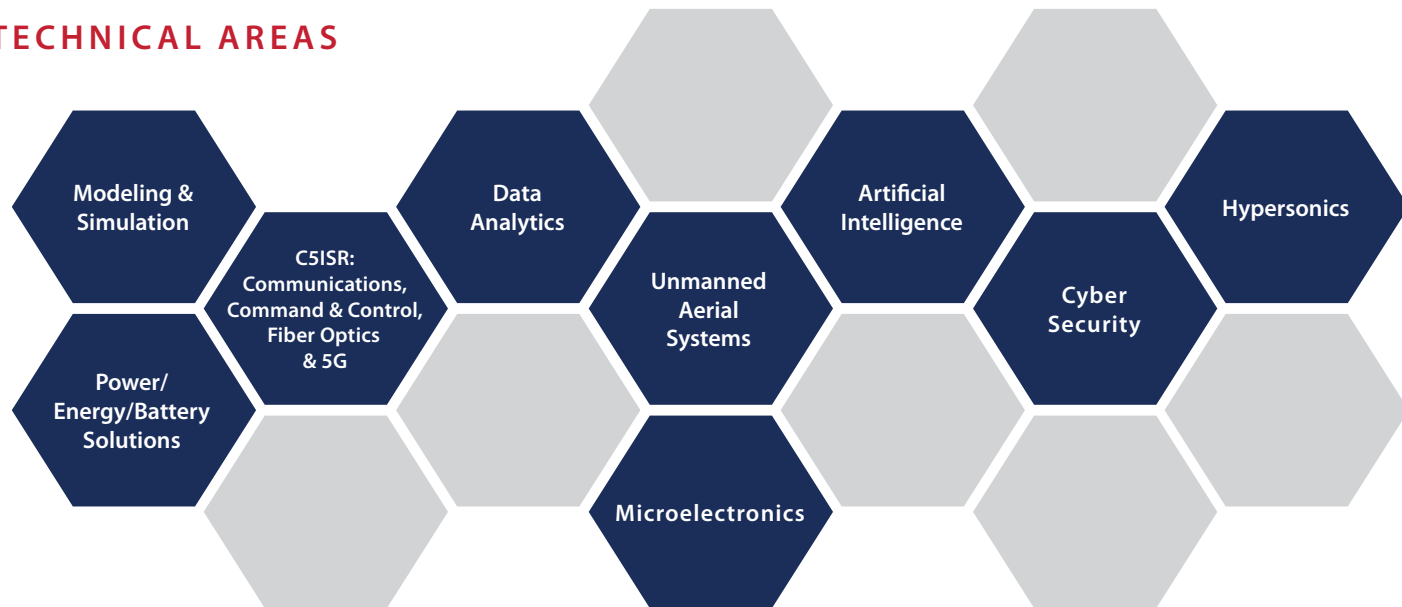 TECHNICAL AREAS
Modeling &
Simulation
C5ISR:
Communications,
Command & Control,
Fiber Optics
& 5G
Power/
Energy/Battery
Solutions
Data
Analytics
Unmanned
Aerial
Systems
Microelectronics
Artificial
Intelligence
Cyber
Security
Hypersonics